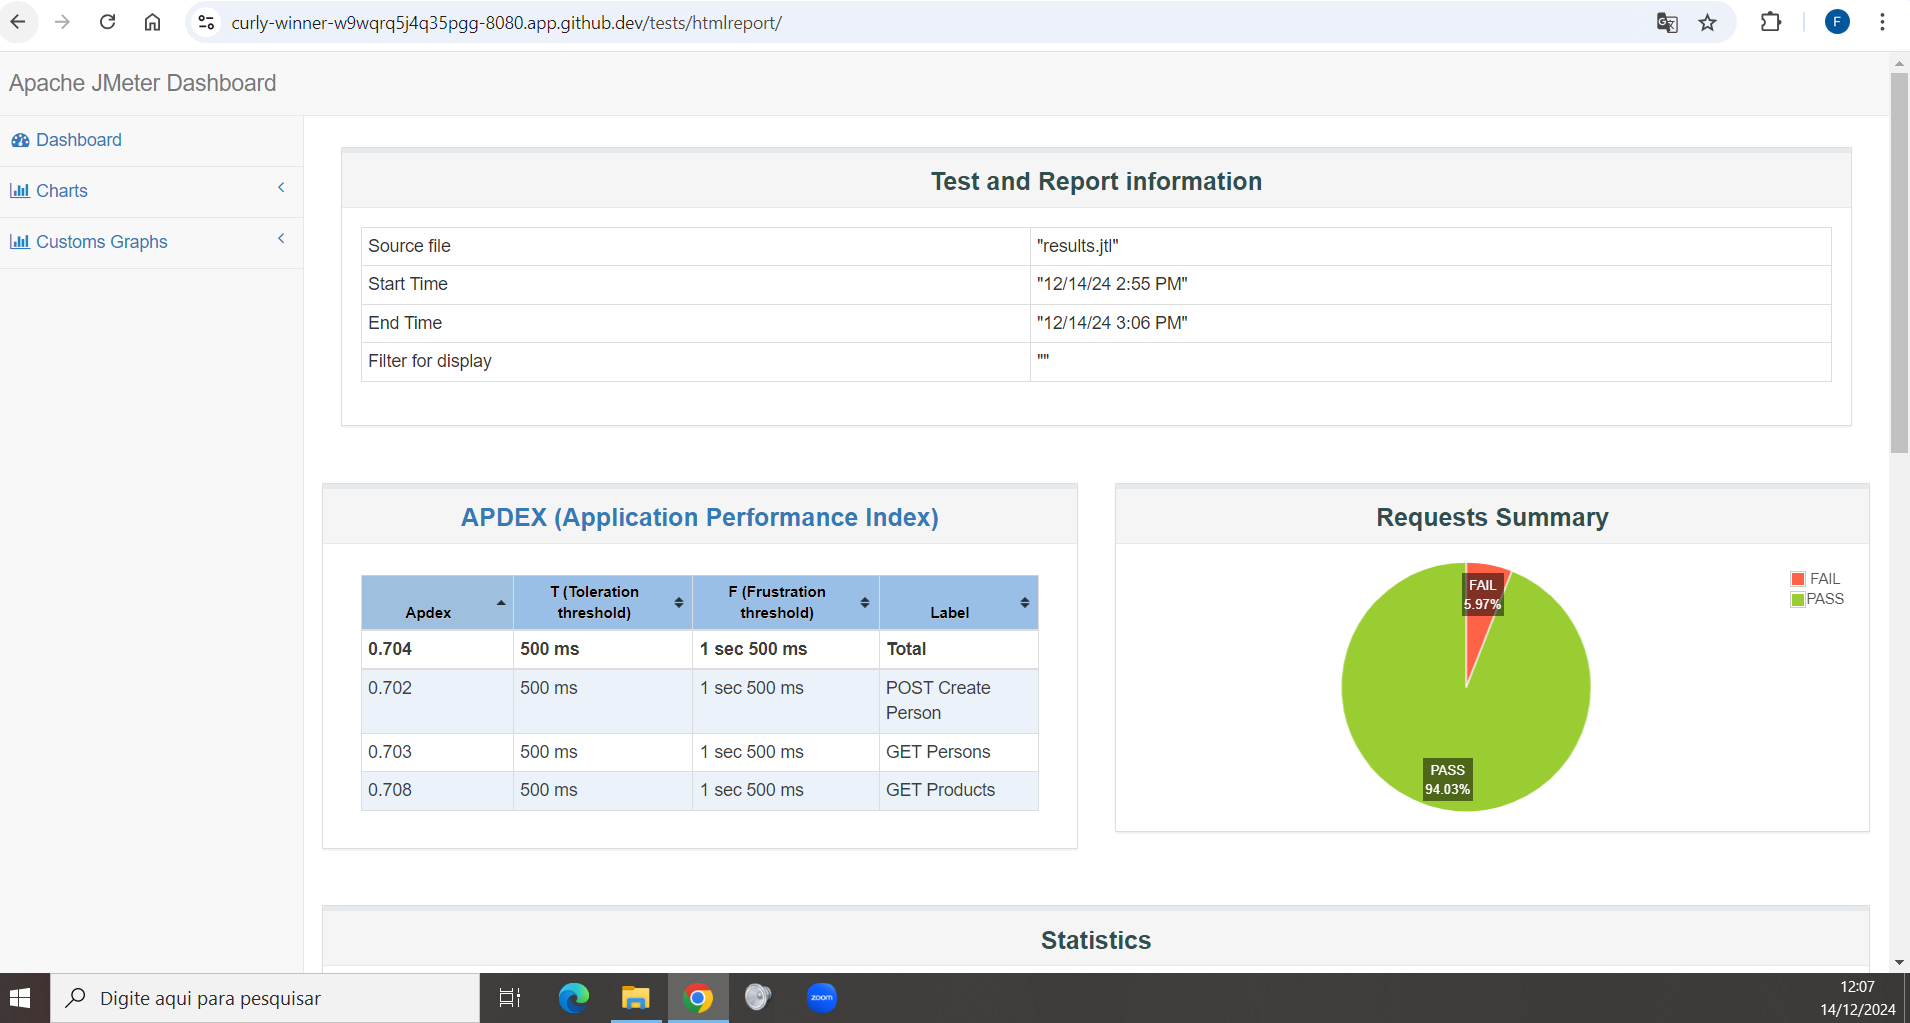 curly-winner-w9wqrq5j4q35pgg-8080.app.github.dev/tests/htmlreport/
F
Apache JMeter Dashboard
Dashboard
Charts
Customs Graphs
Test and Report information
Source file "results.jtl"
Start Time "12/14/24 2:55 PM"
End Time "12/14/24 3:06 PM"
Filter for display ""
APDEX (Application Performance Index)
Apdex T (Toleration threshold) F (Frustration threshold) Label
0.704 500 ms 1 sec 500 ms Total
0.702 500 ms 1 sec 500 ms POST Create Person
0.703 500 ms 1 sec 500 ms GET Persons
0.708 500 ms 1 sec 500 ms GET Products
Requests Summary
FAIL
5.97%
PASS
94.03%
FAIL
PASS
Statistics
Digite aqui para pesquisar
zoom
12:07
14/12/2024